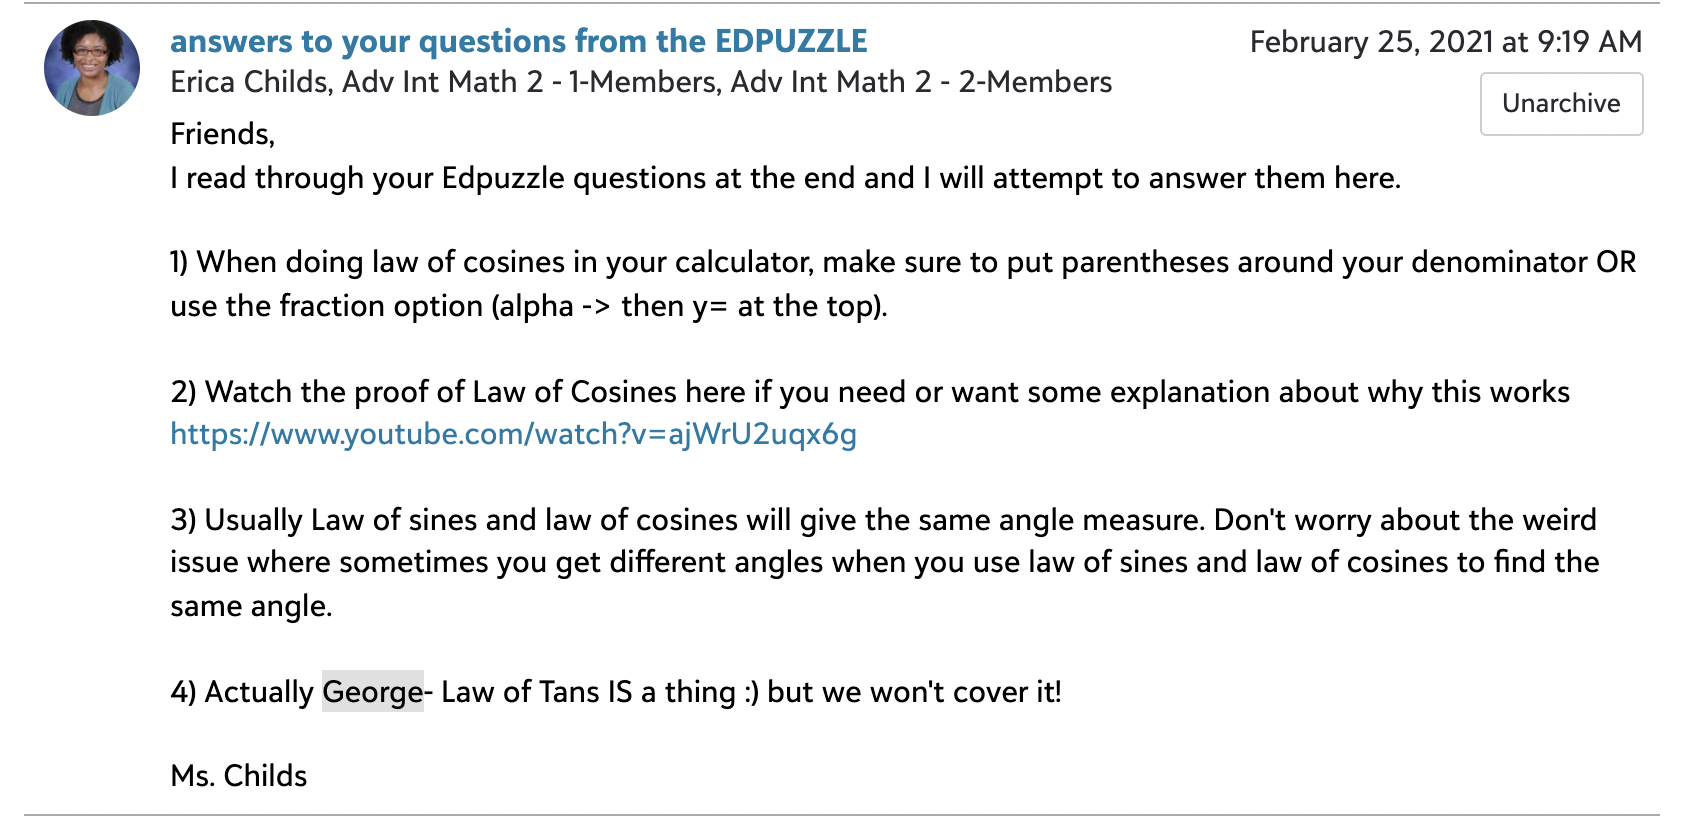 answers to your questions from the EDPUZZLE
February 25, 2021 at 9:19 AM
Erica Childs, Adv Int Math 2 - 1-Members, Adv Int Math 2 - 2-Members
Unarchive
Friends,
I read through your Edpuzzle questions at the end and I will attempt to answer them here.
1) When doing law of cosines in your calculator, make sure to put parentheses around your denominator OR
use the fraction option (alpha -> then y= at the top).
2) Watch the proof of Law of Cosines here if you need or want some explanation about why this works
https://www.youtube.com/watch?v=ajWrU2uqx6g
3) Usually Law of sines and law of cosines will give the same angle measure. Don't worry about the weird
issue where sometimes you get different angles when you use law of sines and law of cosines to find the
same angle.
4) Actually George- Law of Tans IS a thing :) but we won't cover it!
Ms. Childs